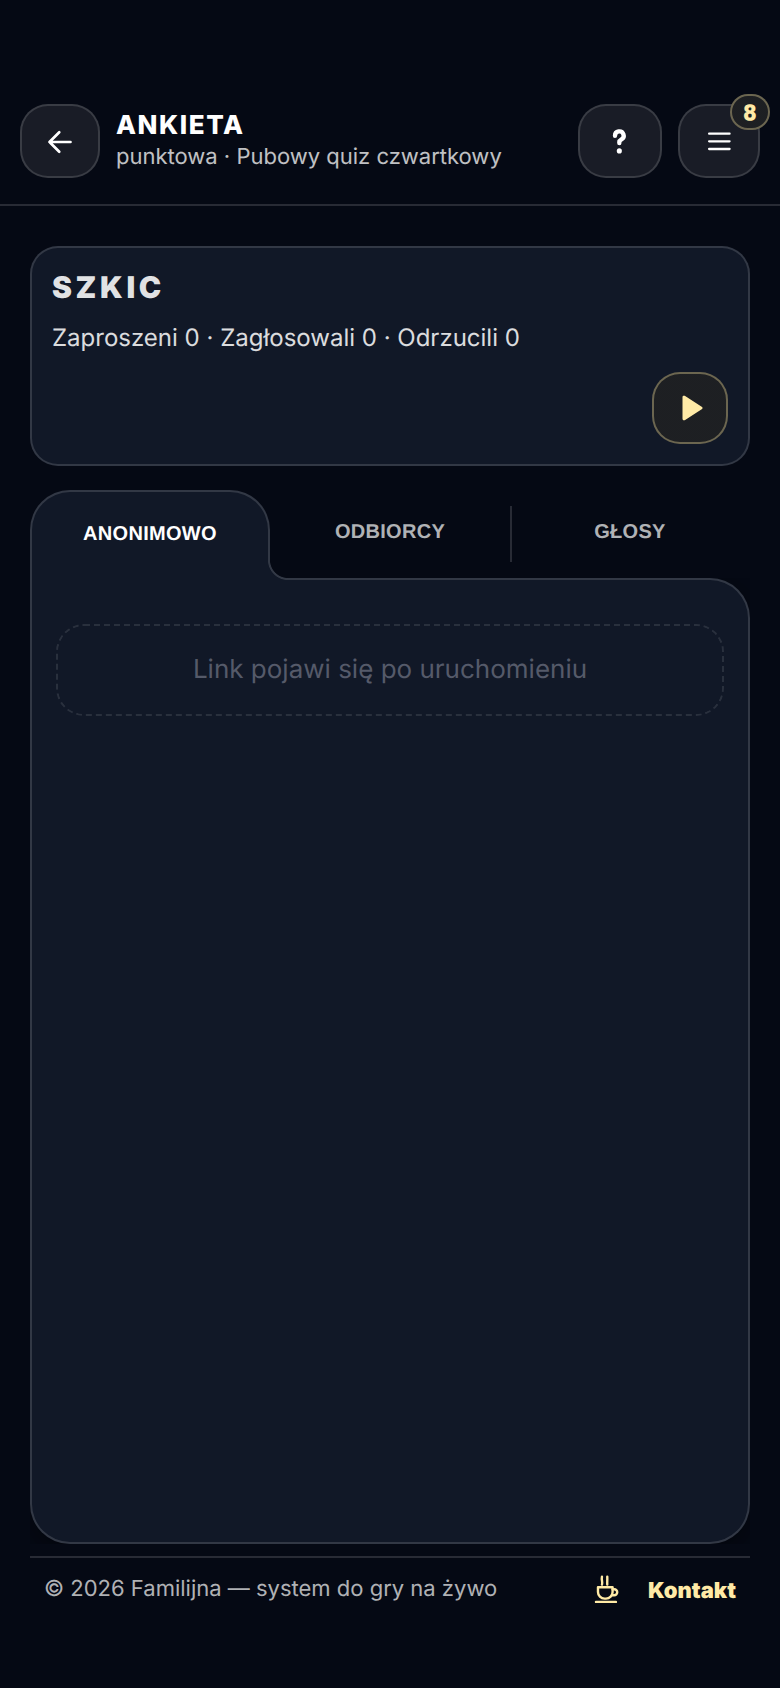 ANKIETA
punktowa · Pubowy quiz czwartkowy
?
8
SZKIC
Zaproszeni 0 · Zagłosowali 0 · Odrzucili 0
ANONIMOWO
ODBIORCY
GŁOSY
Link pojawi się po uruchomieniu
© 2026 Familijna — system do gry na żywo
Kontakt